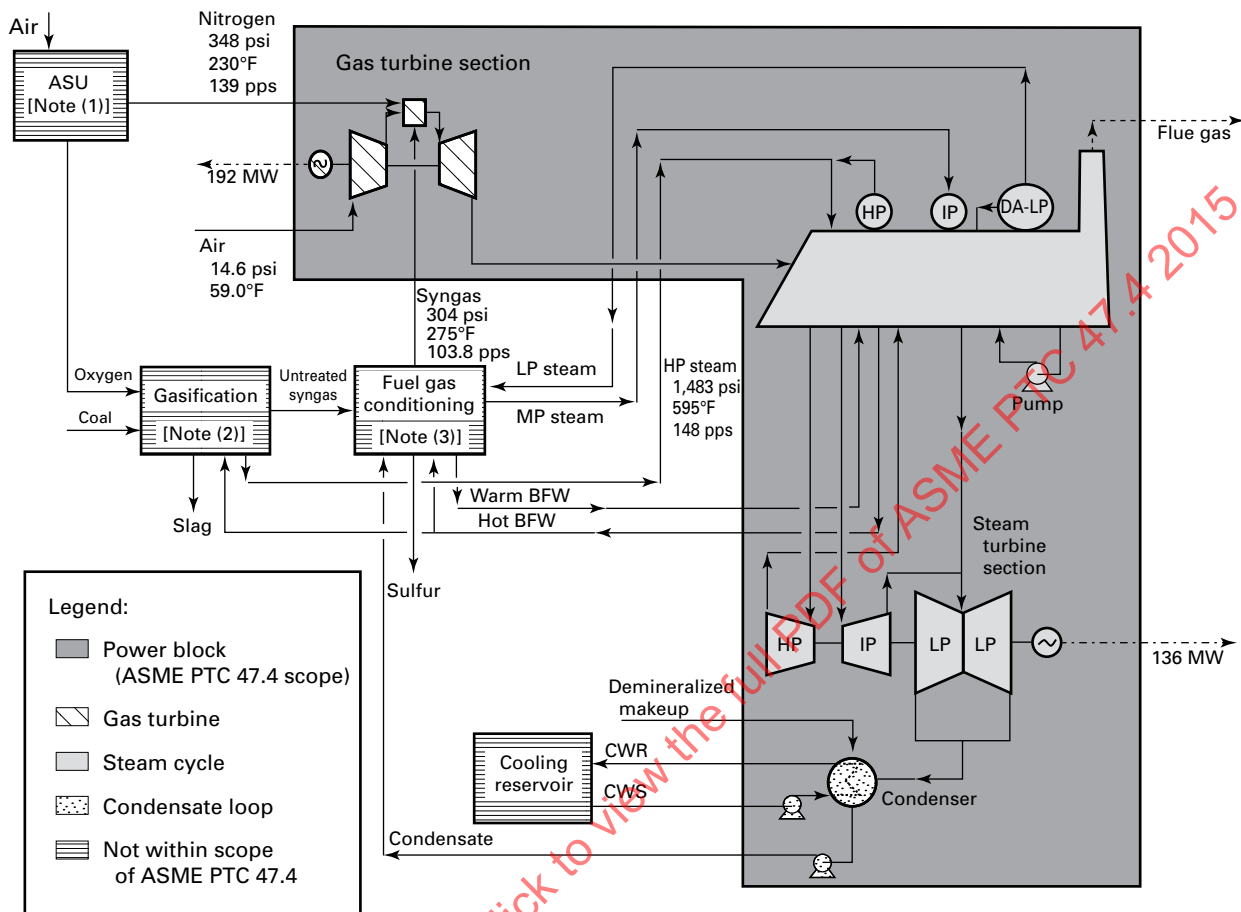 Air
ASU
[Note (1)]
Nitrogen
348 psi
230°F
139 pps
Gas turbine section
192 MW
Air
14.6 psi
59.0°F
HP
IP
DA-LP
Flue gas
Syngas
304 psi
275°F
103.8 pps
Oxygen
Coal
Gasification
[Note (2)]
Untreated
syngas
Fuel gas
conditioning
[Note (3)]
LP steam
MP steam
HP steam
1,483 psi
595°F
148 pps
Pump
Slag
Sulfur
Warm BFW
Hot BFW
Steam
turbine
section
HP
IP
LP
LP
136 MW
Demineralized
makeup
Cooling
reservoir
CWR
CWS
Condenser
Condensate
Legend:
Power block
(ASME PTC 47.4 scope)
Gas turbine
Steam cycle
Condensate loop
Not within scope
of ASME PTC 47.4
lick to view the full PDF of ASME PTC 47.4 2015